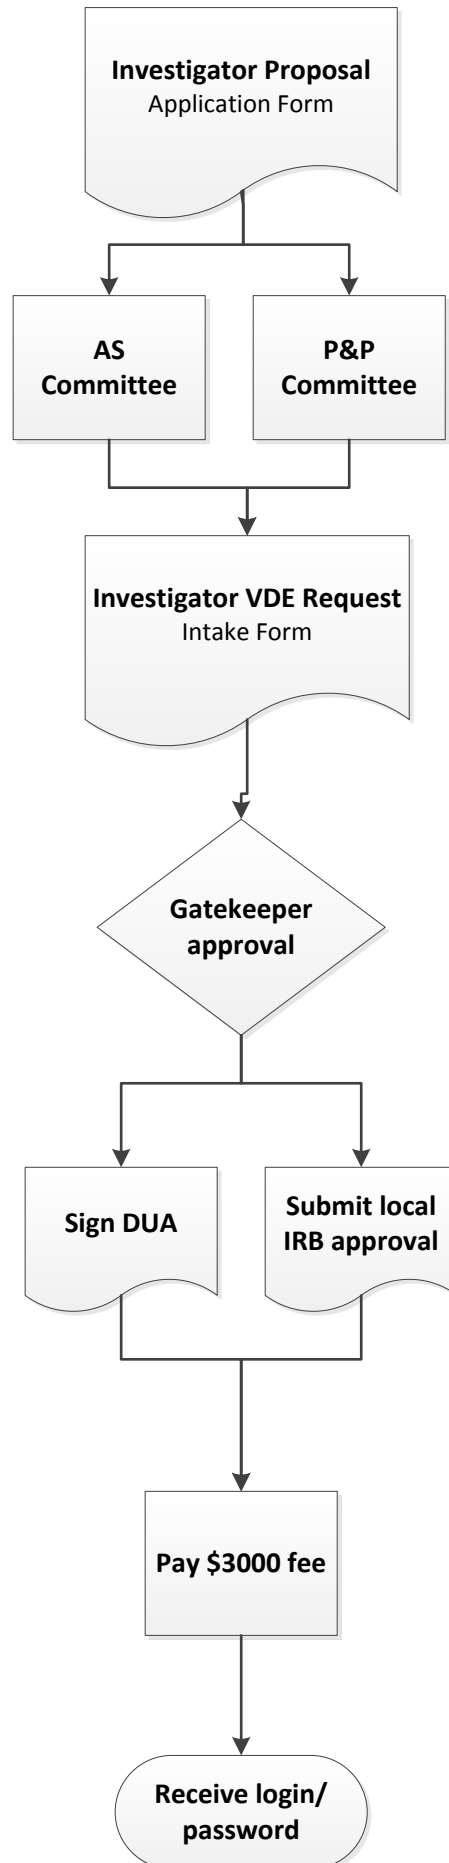 Investigator Proposal
Application Form
AS
Committee
P&P
Committee
Investigator VDE Request
Intake Form
Gatekeeper
approval
Sign DUA
Submit local
IRB approval
Pay $3000 fee
Receive login/
password